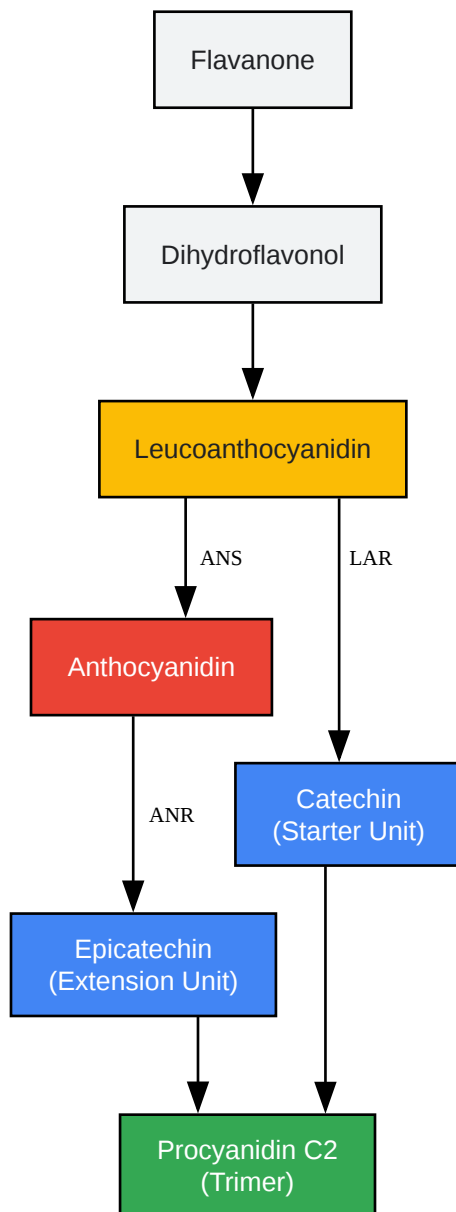 Flavanone
Dihydroflavonol
Leucoanthocyanidin
ANS
LAR
Anthocyanidin
Catechin
(Starter Unit)
ANR
Epicatechin
(Extension Unit)
Procyanidin C2
(Trimer)